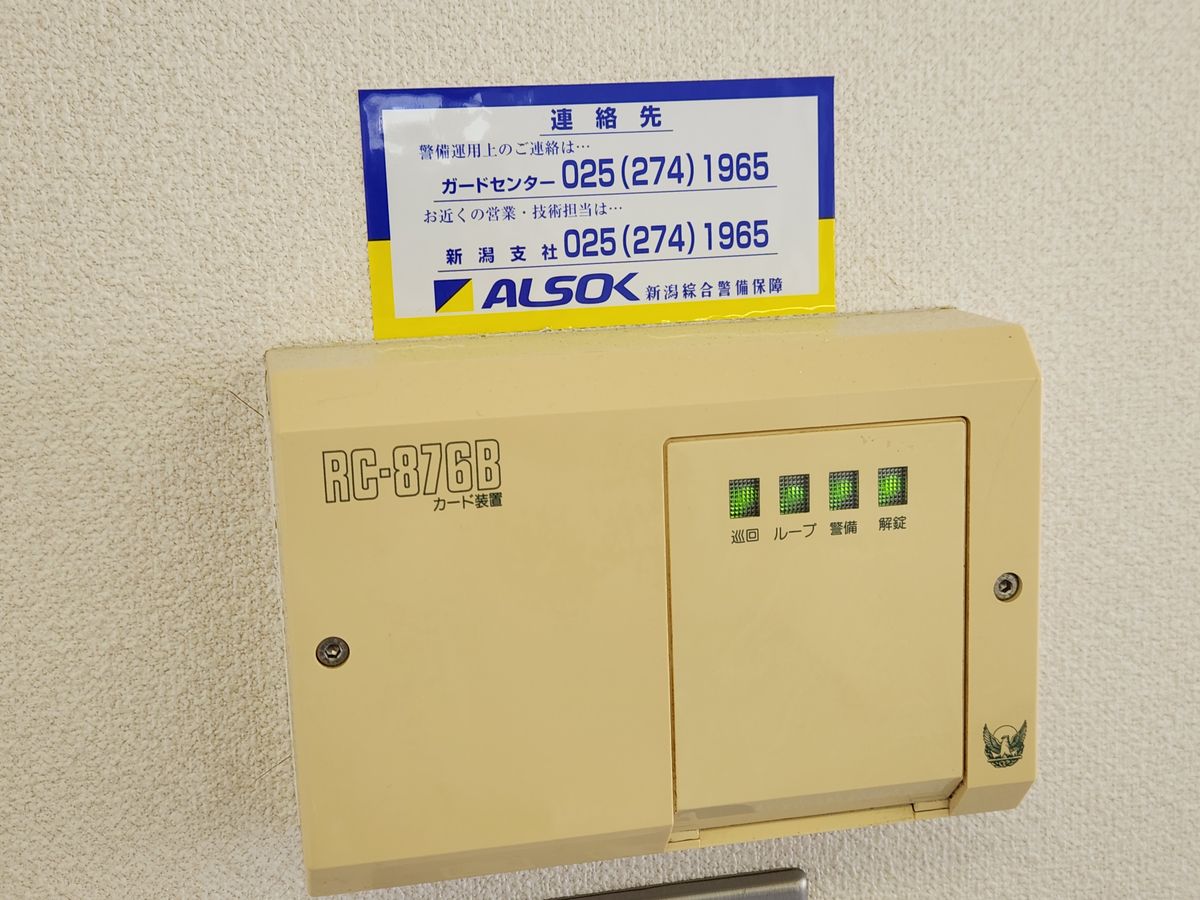 連絡先
警備運用上のご連絡は…
ガードセンター 025(274)1965
お近くの営業・技術担当は…
新潟支社 025(274)1965
ALSOK 新潟綜合警備保障
RC-876B
カード装置
巡回 ループ 警備 解錠